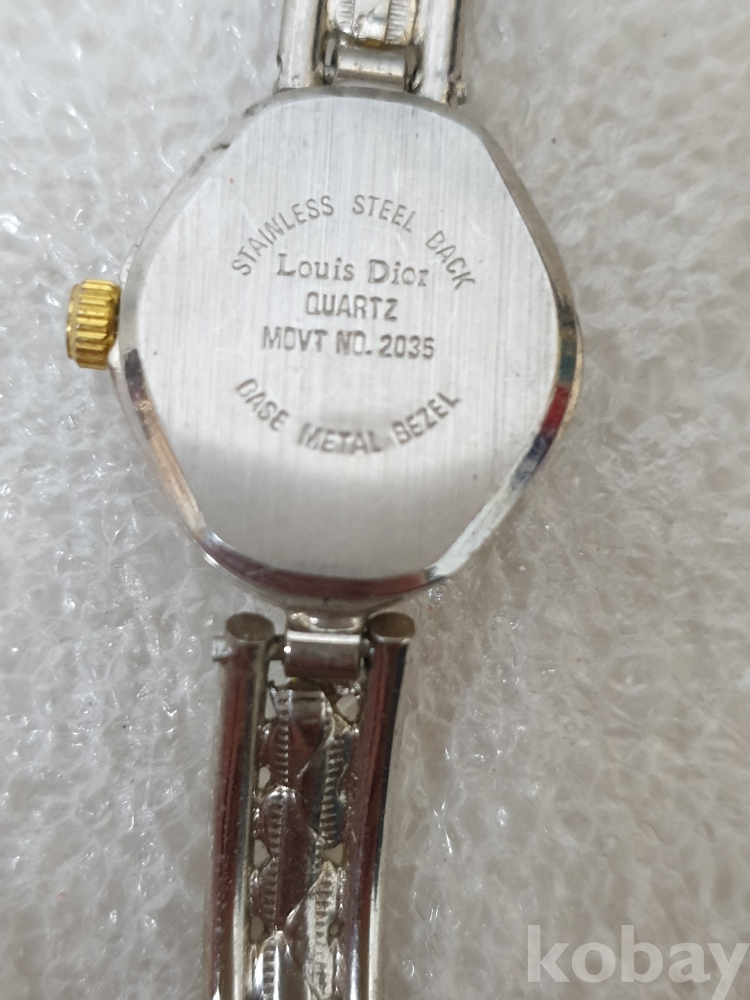 STAINLESS STEEL BACK
Louis Dior
QUARTZ
MOVT NO. 2035
BASE METAL BEZEL
kobay